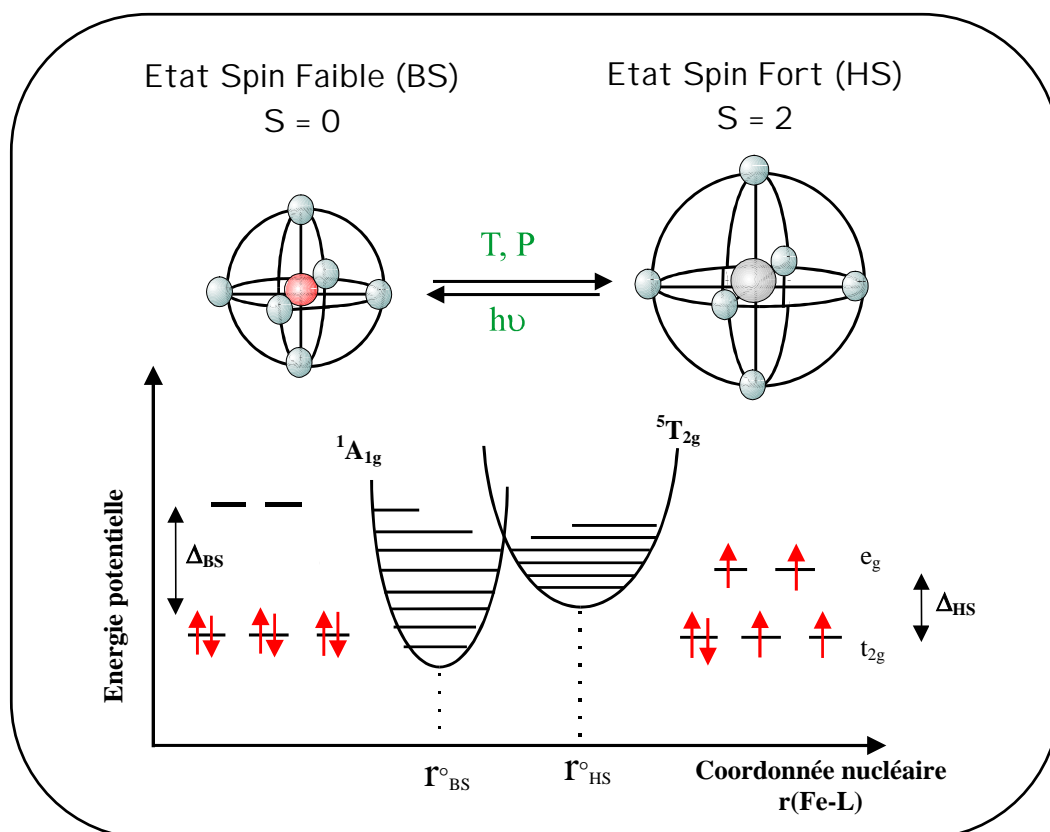 Etat Spin Faible (BS)
S = 0
Etat Spin Fort (HS)
S = 2
T, P
hυ
Energie potentielle
¹A₁g
⁵T₂g
Δ_BS
e_g
Δ_HS
t₂g
r°_BS
r°_HS
Coordonnée nucléaire
r(Fe-L)